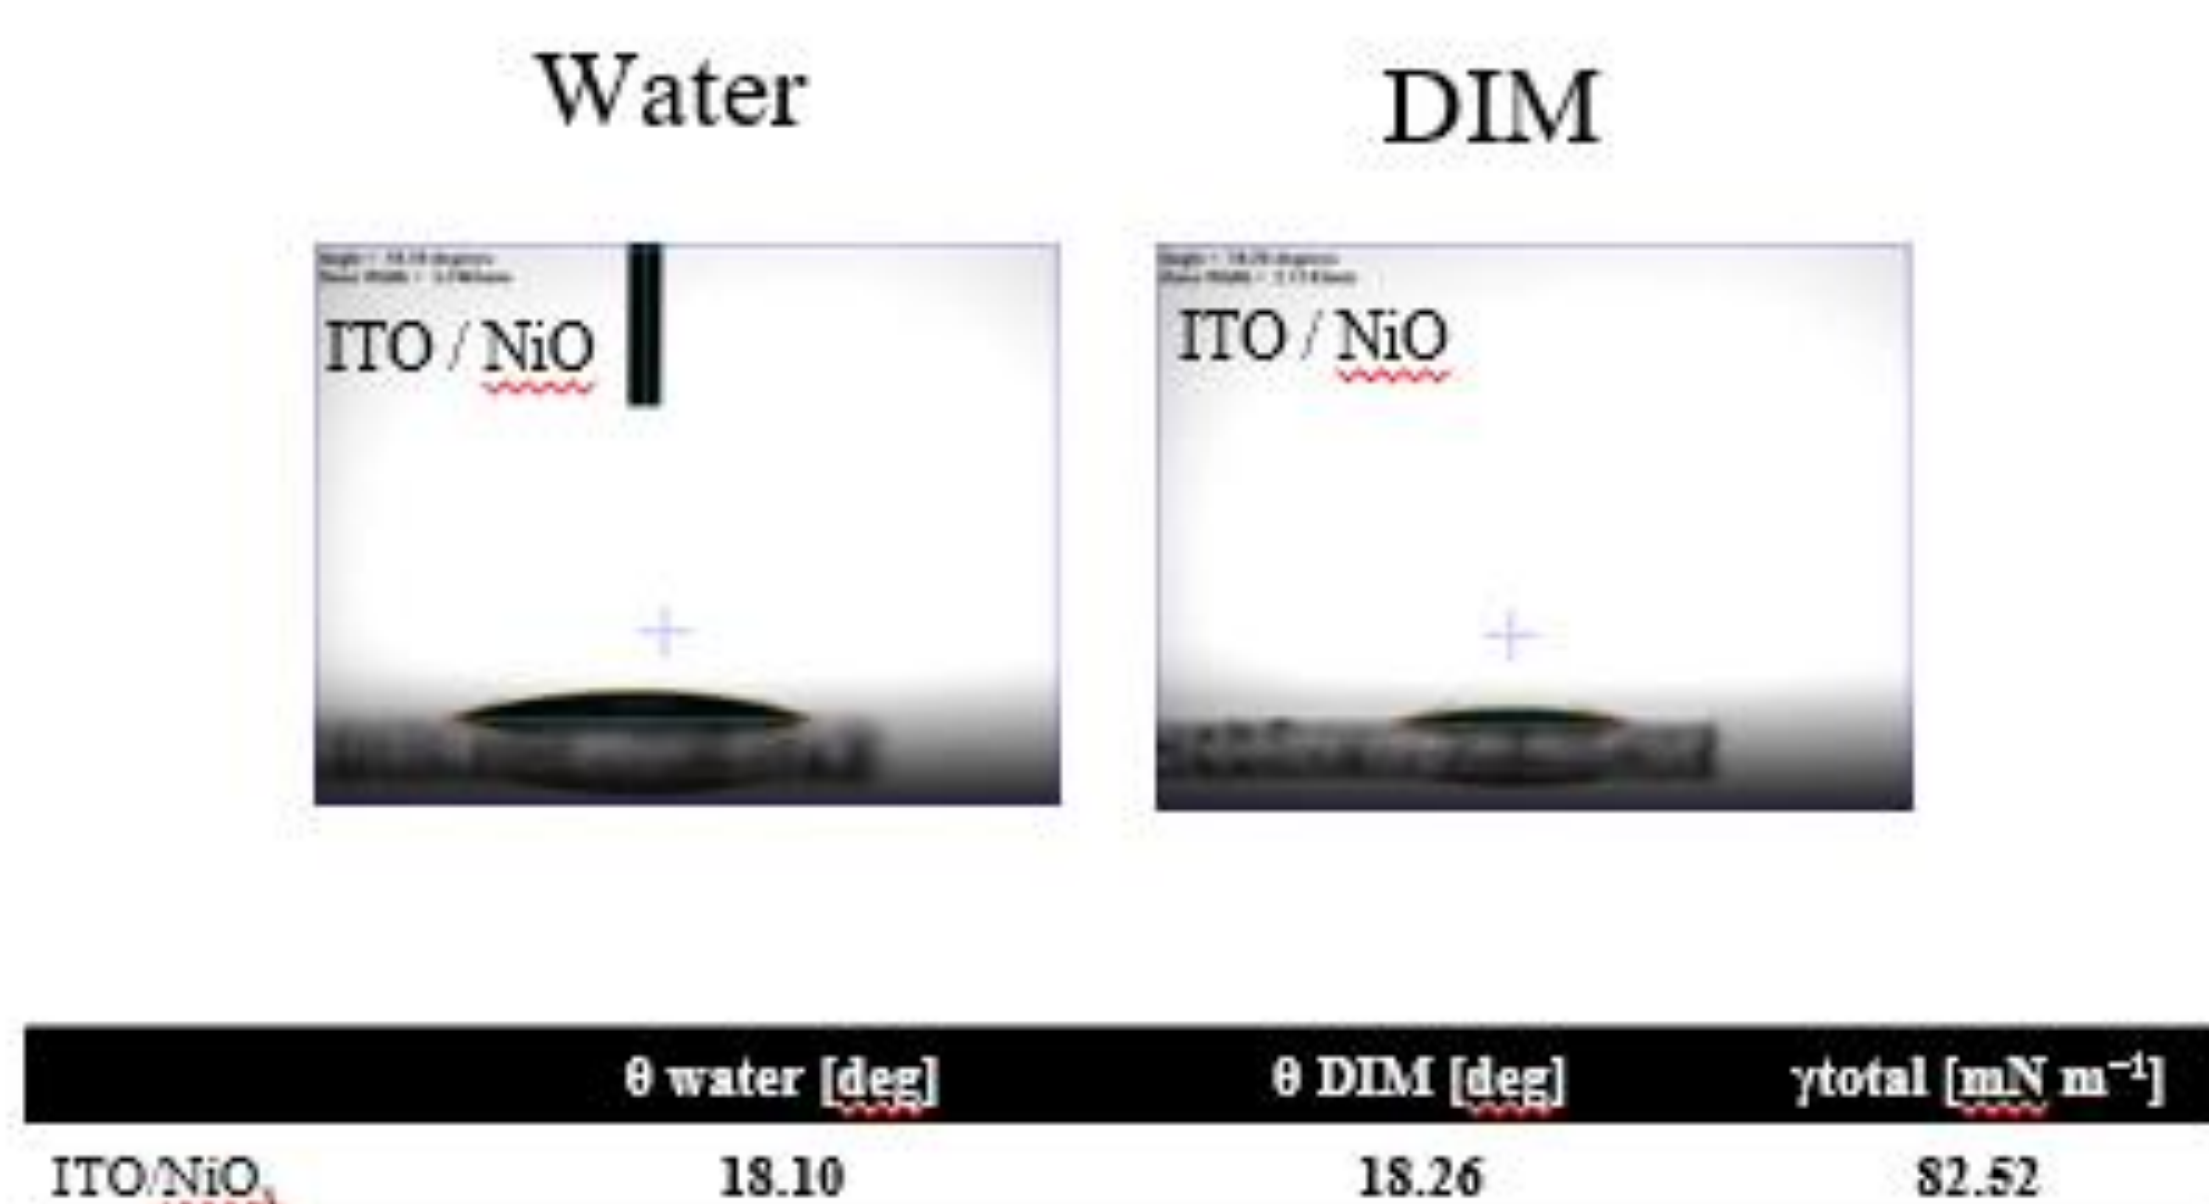 Water
DIM
ITO / NiO
ITO / NiO
θ water [deg] θ DIM [deg] γtotal [mN m⁻¹]
ITO/NiOₓ 18.10 18.26 82.52